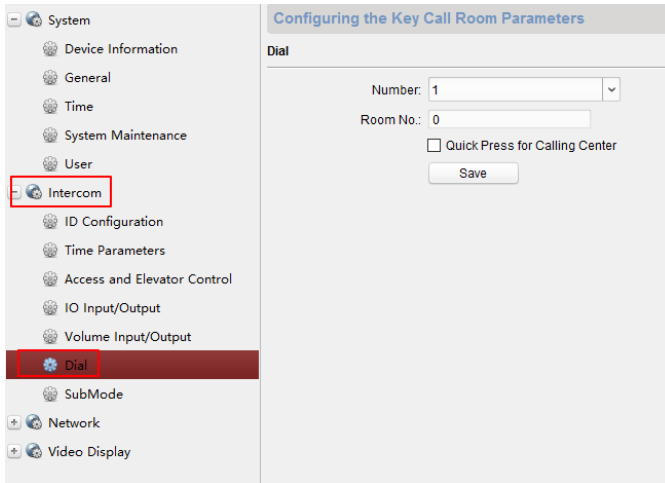 System
Device Information
General
Time
System Maintenance
User
Intercom
ID Configuration
Time Parameters
Access and Elevator Control
IO Input/Output
Volume Input/Output
Dial
SubMode
Network
Video Display
Configuring the Key Call Room Parameters
Dial
Number: 1
Room No.: 0
Quick Press for Calling Center
Save